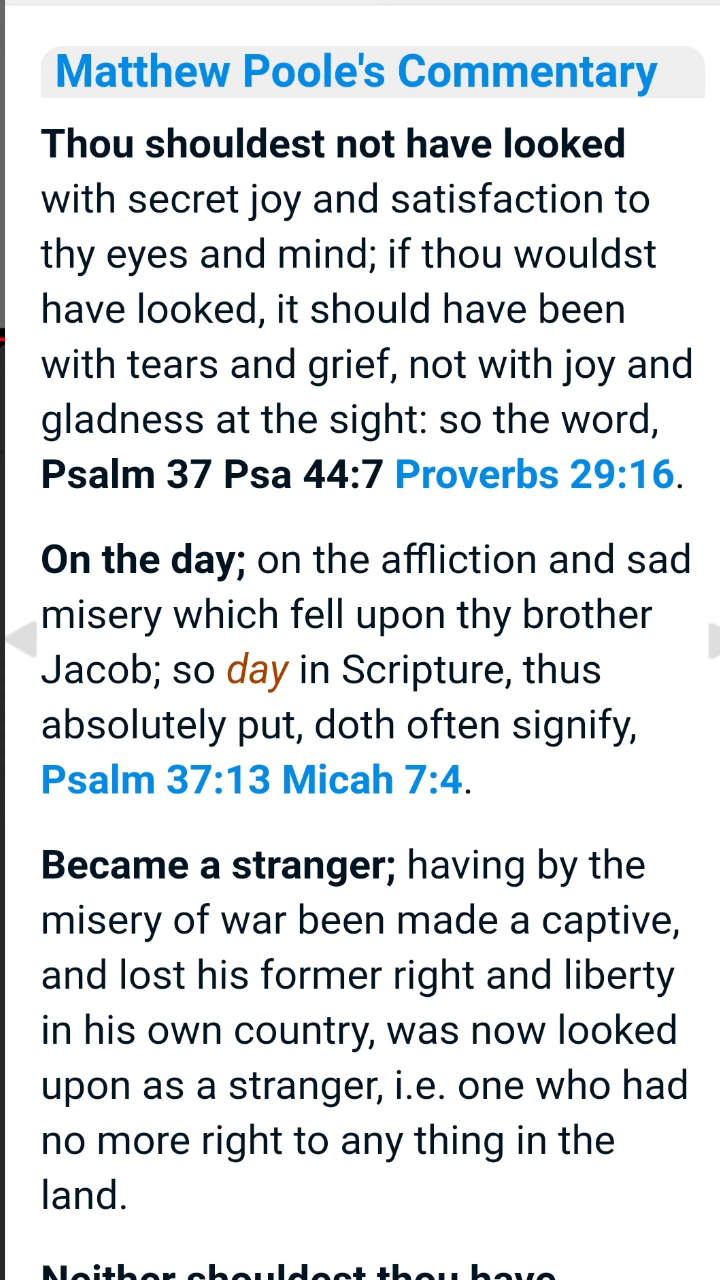 Matthew Poole's Commentary
Thou shouldest not have looked
with secret joy and satisfaction to
thy eyes and mind; if thou wouldst
have looked, it should have been
with tears and grief, not with joy and
gladness at the sight: so the word,
Psalm 37 Psa 44:7 Proverbs 29:16.
On the day; on the affliction and sad
misery which fell upon thy brother
Jacob; so day in Scripture, thus
absolutely put, doth often signify,
Psalm 37:13 Micah 7:4.
Became a stranger; having by the
misery of war been made a captive,
and lost his former right and liberty
in his own country, was now looked
upon as a stranger, i.e. one who had
no more right to any thing in the
land.
Neither shouldest thou have